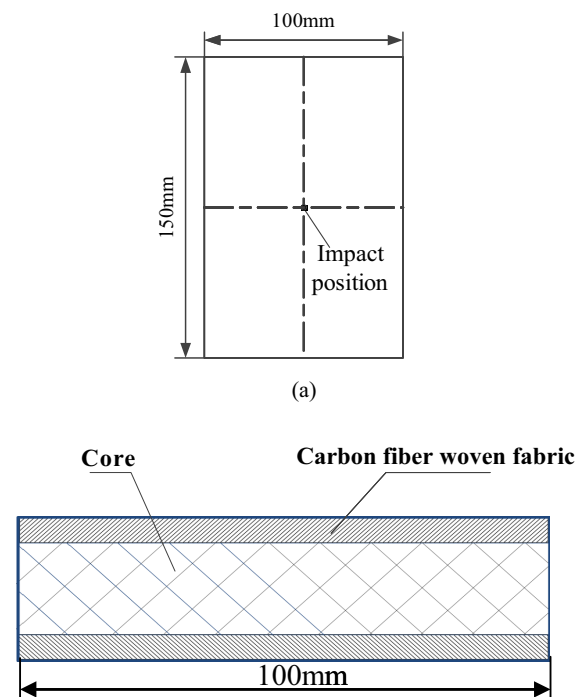 100mm
150mm
Impact
position
(a)
Core
Carbon fiber woven fabric
100mm